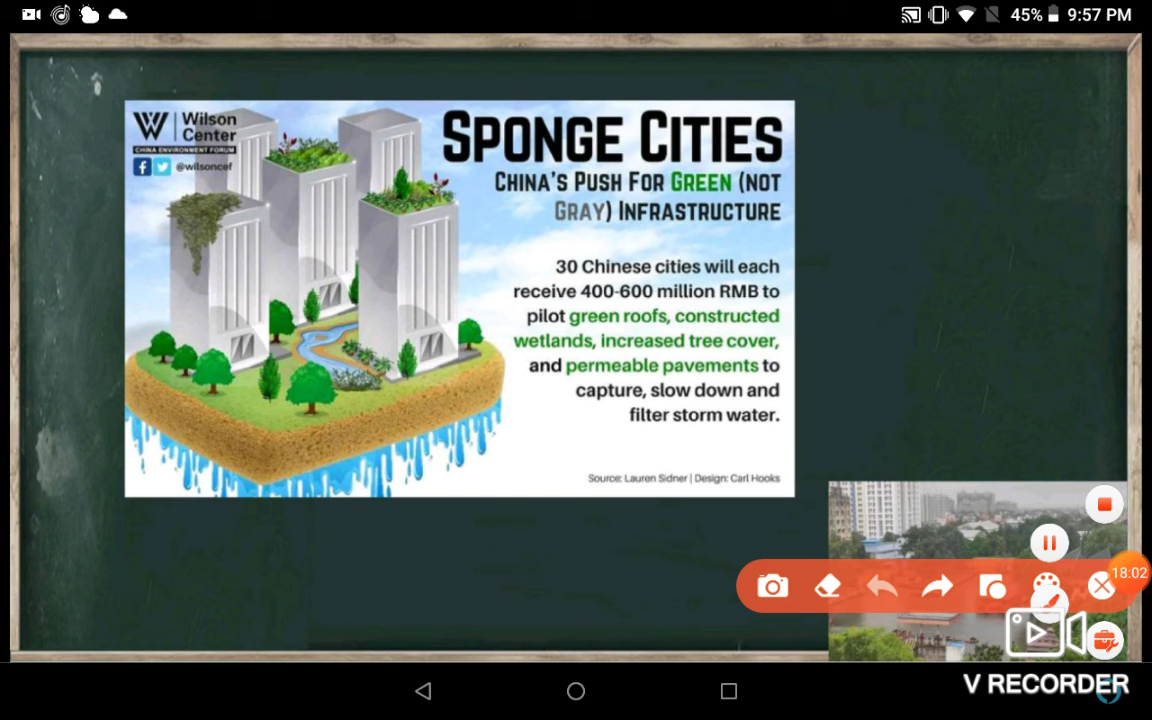 45% 9:57 PM
W Wilson
Center
CHINA ENVIRONMENT FORUM
@wilsoncef
SPONGE CITIES
CHINA'S PUSH FOR GREEN (NOT
GRAY) INFRASTRUCTURE
30 Chinese cities will each
receive 400-600 million RMB to
pilot green roofs, constructed
wetlands, increased tree cover,
and permeable pavements to
capture, slow down and
filter storm water.
Source: Lauren Sidner | Design: Carl Hooks
18:02
V RECORDER